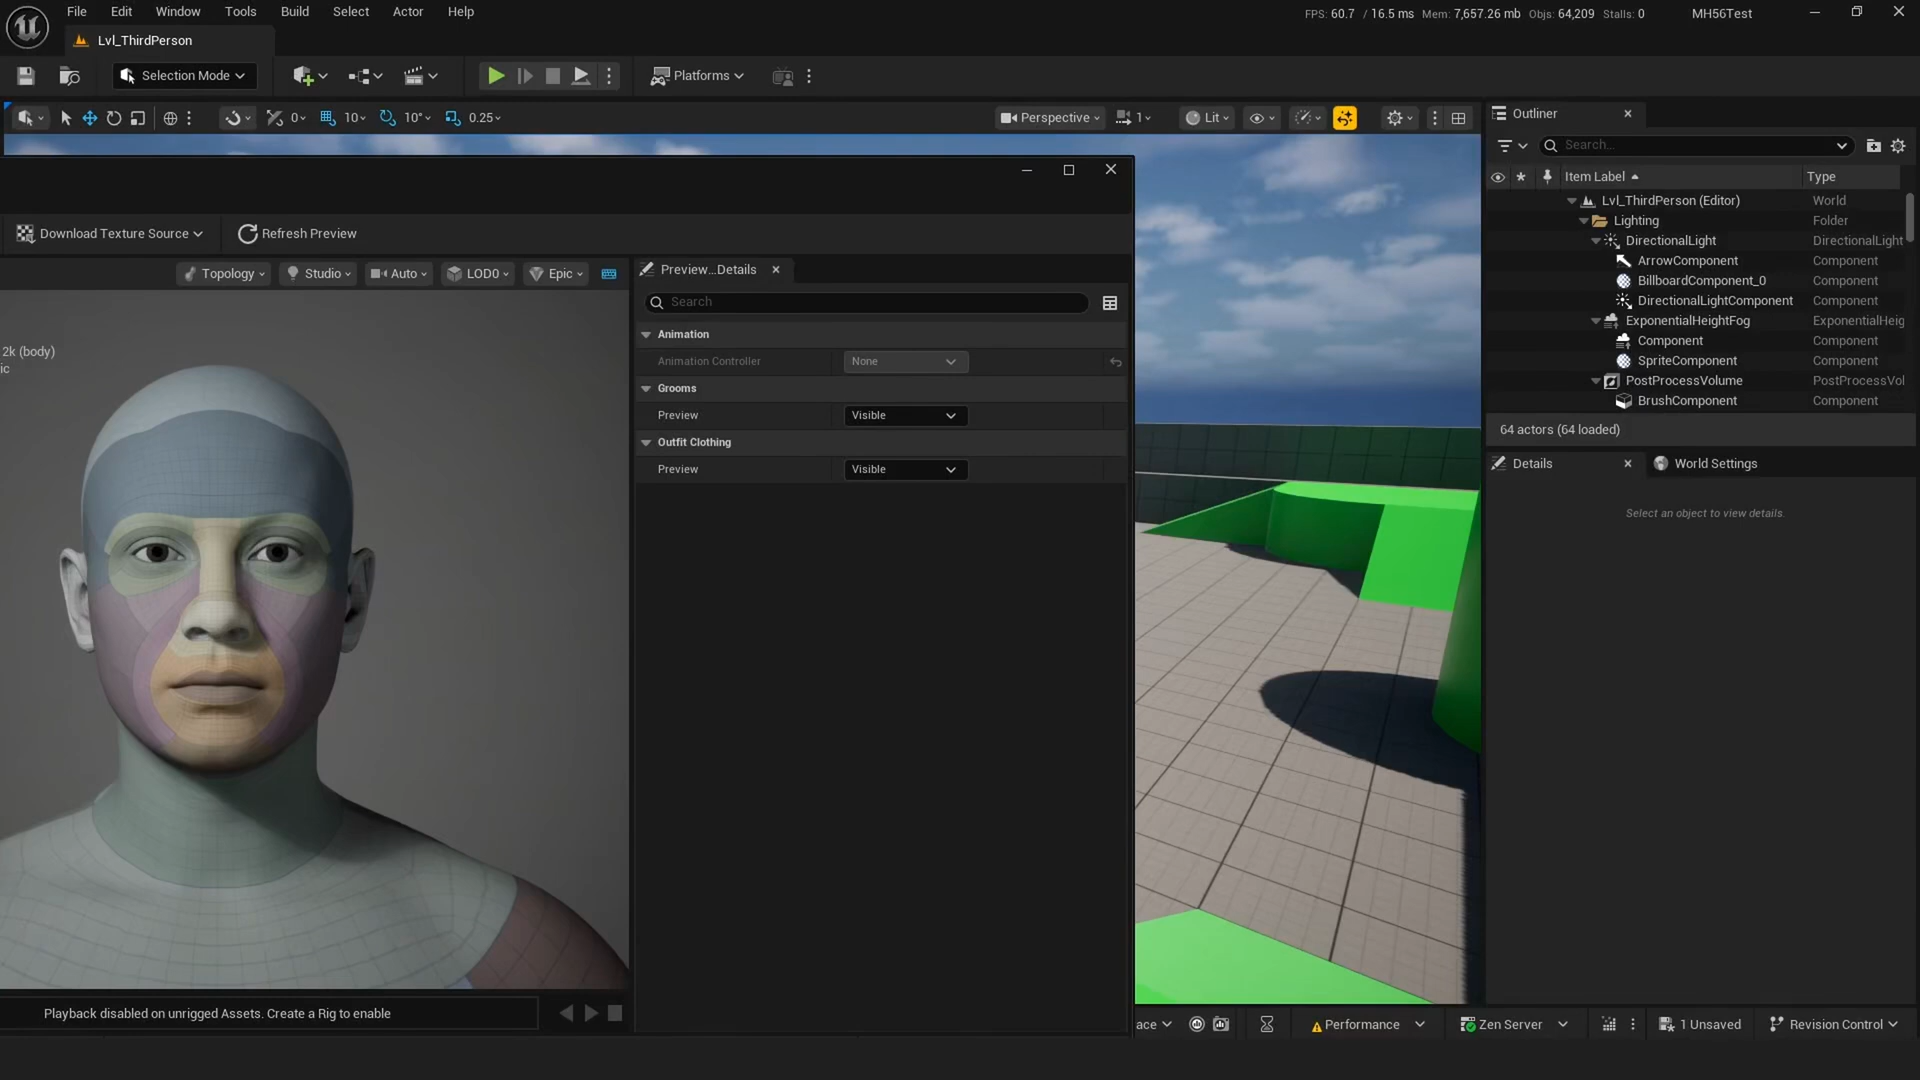 File Edit Window Tools Build Select Actor Help
FPS: 60.7 / 16.5 ms Mem: 7,657.26 mb Objs: 64,209 Stalls: 0
MH56Test
Lvl_ThirdPerson
Selection Mode
Platforms
0 10 10° 0.25
Perspective 1 Lit
Outliner
Search...
Item Label Type
Lvl_ThirdPerson (Editor) World
Lighting Folder
DirectionalLight DirectionalLight
ArrowComponent Component
BillboardComponent_0 Component
DirectionalLightComponent Component
ExponentialHeightFog ExponentialHeig
Component Component
SpriteComponent Component
PostProcessVolume PostProcessVol
BrushComponent Component
64 actors (64 loaded)
Details World Settings
Select an object to view details.
Download Texture Source Refresh Preview
Topology Studio Auto LOD0 Epic
2k (body)
ic
Preview...Details
Search
Animation
Animation Controller None
Grooms
Preview Visible
Outfit Clothing
Preview Visible
Playback disabled on unrigged Assets. Create a Rig to enable
ace Performance Zen Server 1 Unsaved Revision Control